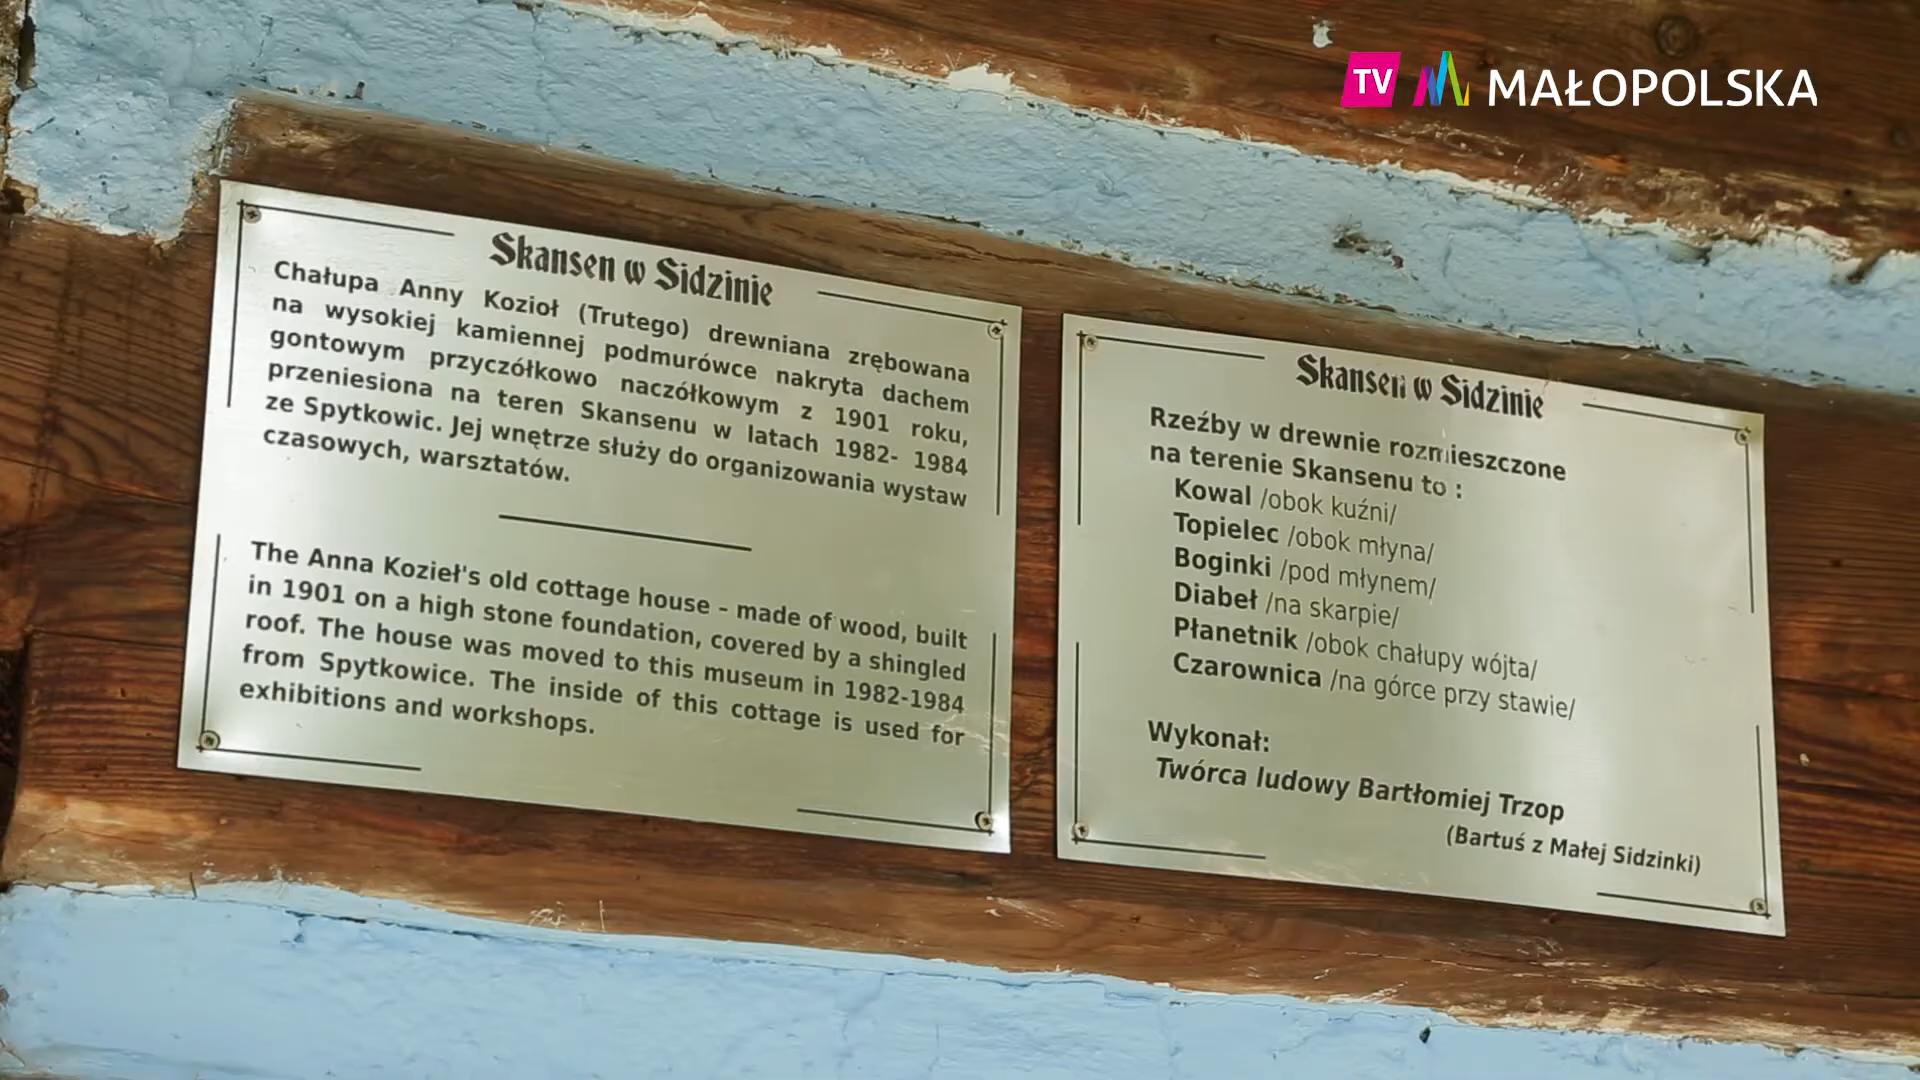 TV MAŁOPOLSKA
Skansen w Sidzinie
Chałupa Anny Kozioł (Trutego) drewniana zrębowana
na wysokiej kamiennej podmurówce nakryta dachem
gontowym przyczółkowo naczółkowym z 1901 roku,
przeniesiona na teren Skansenu w latach 1982- 1984
ze Spytkowic. Jej wnętrze służy do organizowania wystaw
czasowych, warsztatów.
The Anna Kozieł's old cottage house – made of wood, built
in 1901 on a high stone foundation, covered by a shingled
roof. The house was moved to this museum in 1982-1984
from Spytkowice. The inside of this cottage is used for
exhibitions and workshops.
Skansen w Sidzinie
Rzeźby w drewnie rozmieszczone
na terenie Skansenu to :
Kowal /obok kuźni/
Topielec /obok młyna/
Boginki /pod młynem/
Diabeł /na skarpie/
Płanetnik /obok chałupy wójta/
Czarownica /na górce przy stawie/
Wykonał:
Twórca ludowy Bartłomiej Trzop
(Bartuś z Małej Sidzinki)